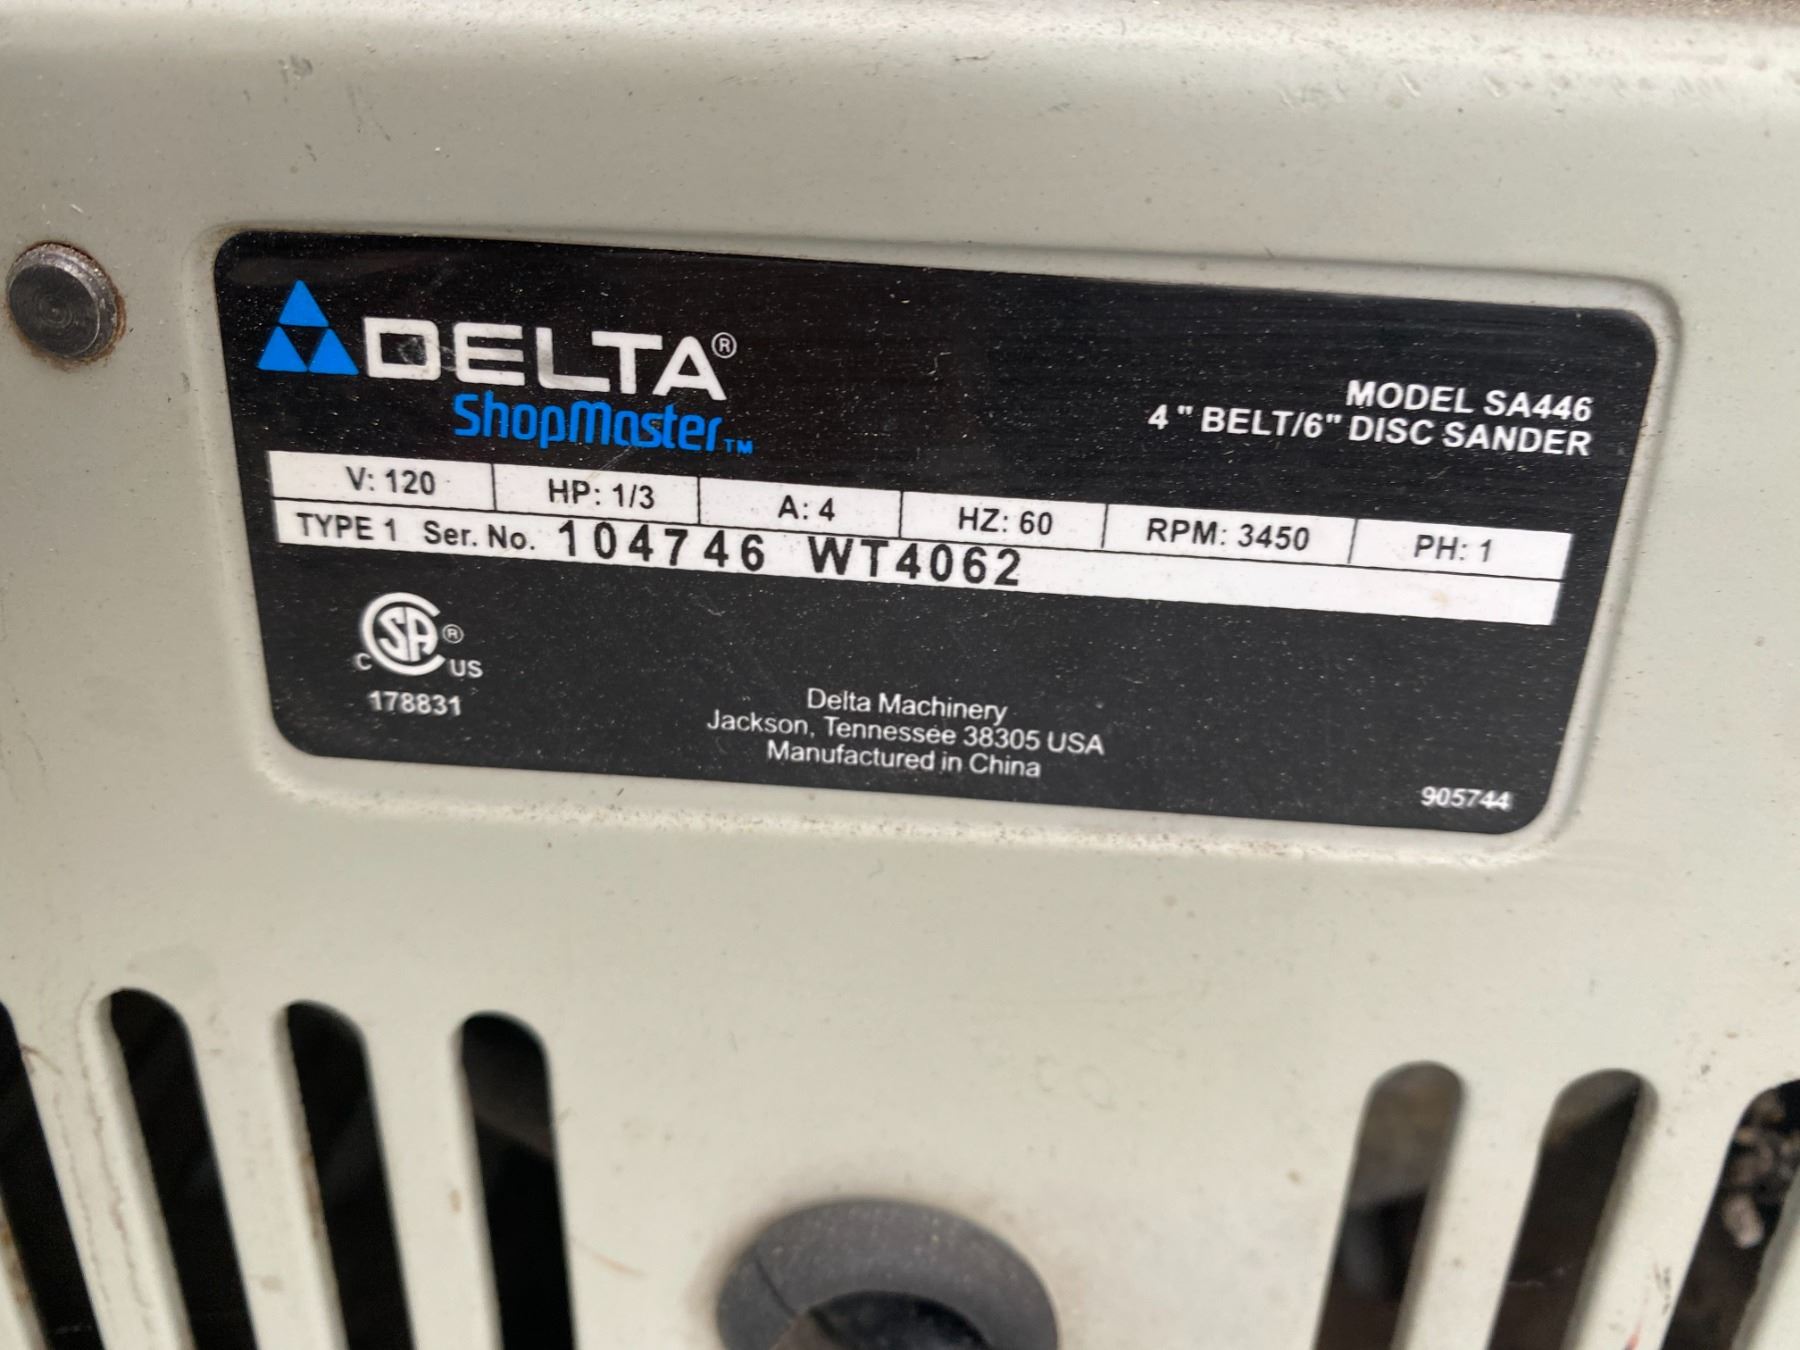 DELTA®
ShopMaster™
MODEL SA446
4" BELT/6" DISC SANDER
V: 120 HP: 1/3 A: 4 HZ: 60 RPM: 3450 PH: 1
TYPE 1 Ser. No. 104746 WT4062
CSA®
C US
178831
Delta Machinery
Jackson, Tennessee 38305 USA
Manufactured in China
905744